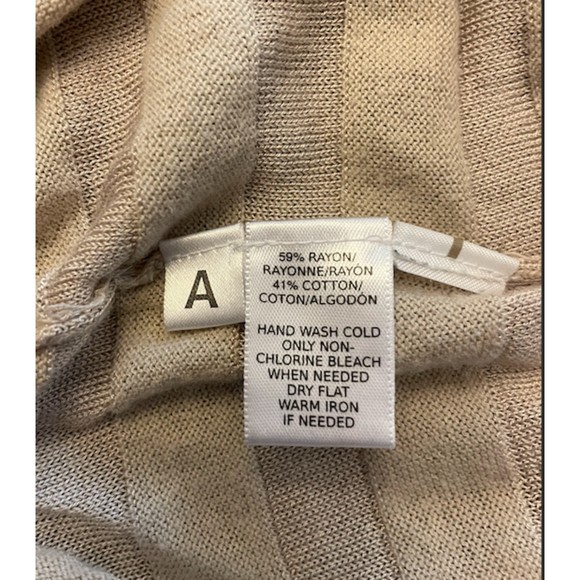 A
59% RAYON/
RAYONNE/RAYÓN
41% COTTON/
COTON/ALGODÓN
HAND WASH COLD
ONLY NON-
CHLORINE BLEACH
WHEN NEEDED
DRY FLAT
WARM IRON
IF NEEDED